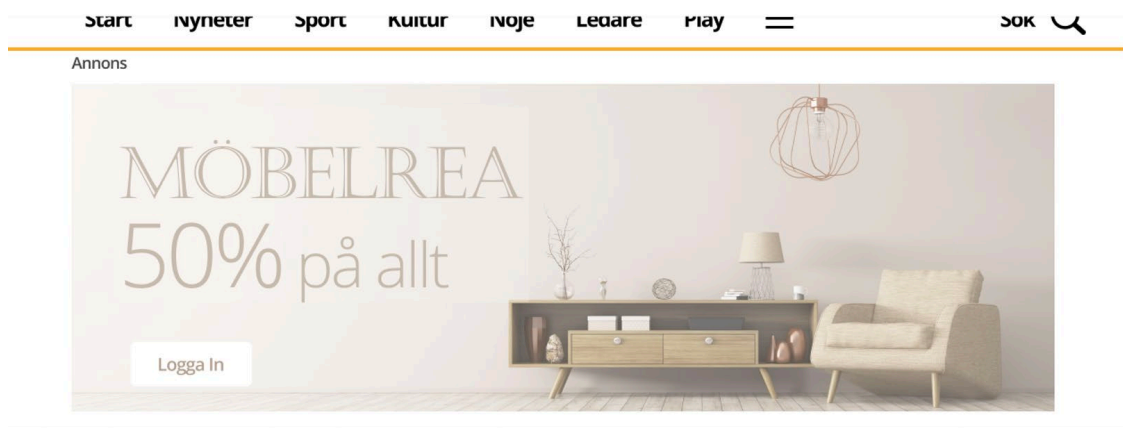 Start Nyheter Sport Kultur Nöje Ledare Play Sök
Annons
MÖBELREA
50% på allt
Logga In